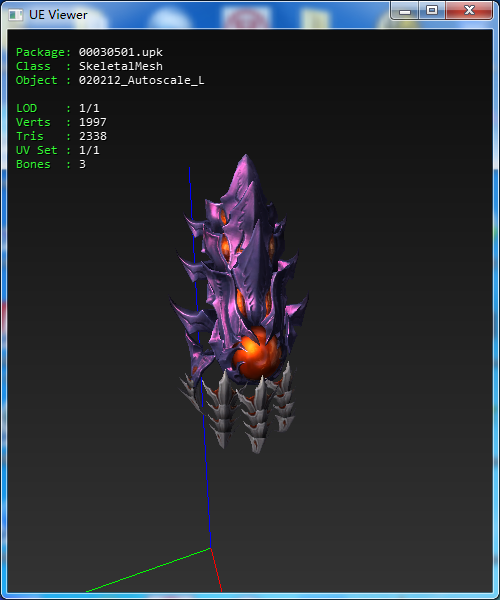 UE Viewer
Package: 00030501.upk
Class : SkeletalMesh
Object : 020212_Autoscale_L
LOD : 1/1
Verts : 1997
Tris : 2338
UV Set : 1/1
Bones : 3